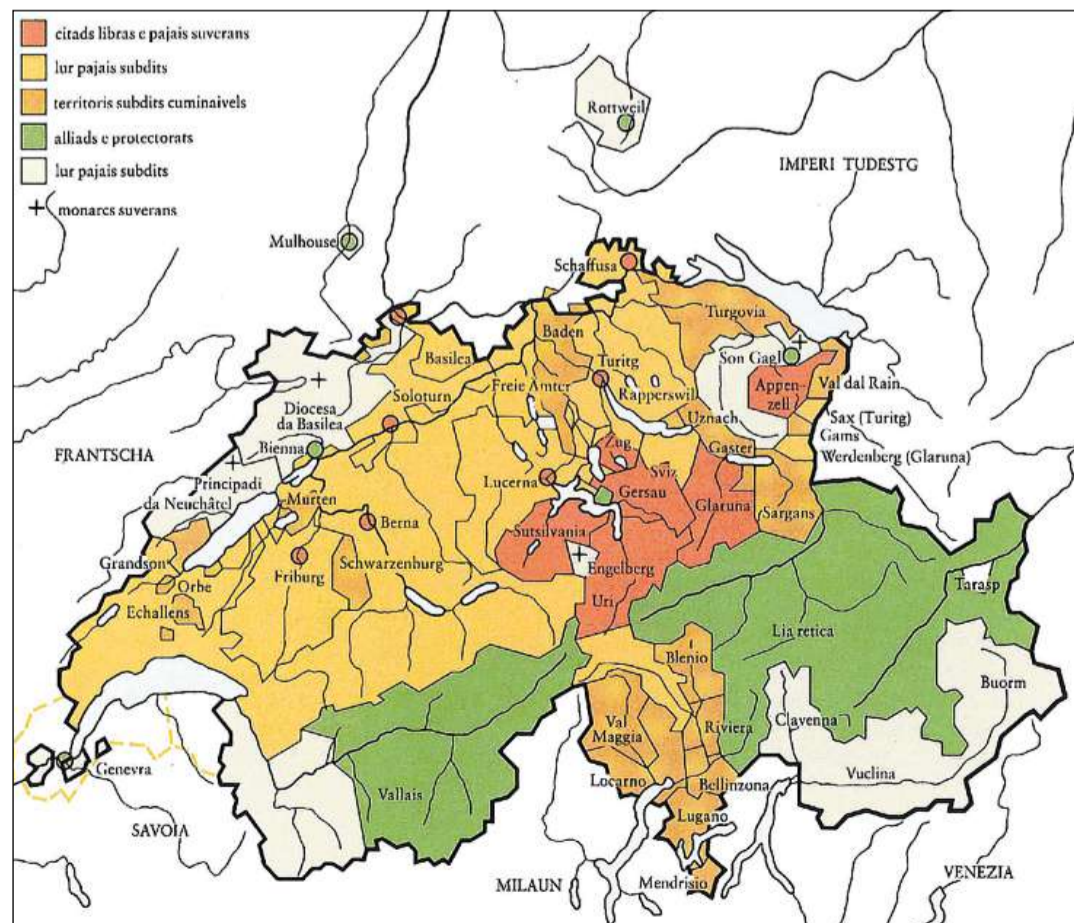 citads libras e pajais suverans
lur pajais subdits
territoris subdits cuminaivels
alliads e protectorats
lur pajais subdits
monarcs suverans
Rottweil
IMPERI TUDESTG
Mulhouse
Schaffusa
Turgovia
Baden
Basilea
Turitg
Son Gagl
Freie Ämter
Rapperswil
Appen-
zell
Val dal Rain
Soloturn
Diocesa
da Basilea
Uznach
Sax (Turitg)
Gams
FRANTSCHA
Bienna
Zug
Gaster
Werdenberg (Glaruna)
Sviz
Principadi
da Neuchâtel
Lucerna
Gersau
Glaruna
Sargans
Murten
Berna
Sutsilvania
Grandson
Schwarzenburg
Engelberg
Friburg
Tarasp
Orbe
Echallens
Uri
Lia retica
Blenio
Buorm
Val
Maggia
Riviera
Clavenna
Genevra
Vallais
Locarno
Bellinzona
Vuclina
Lugano
SAVOIA
MILAUN
Mendrisio
VENEZIA